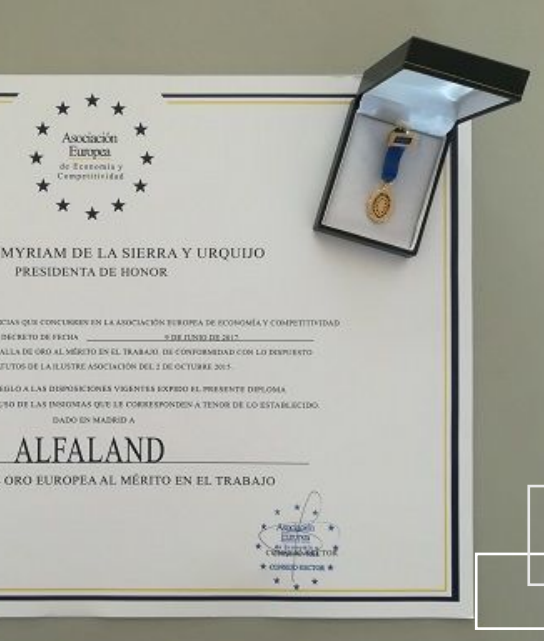 Asociación
Europea
de Economía y
Competitividad
MYRIAM DE LA SIERRA Y URQUIJO
PRESIDENTA DE HONOR
CIAS QUE CONCURREN EN LA ASOCIACIÓN EUROPEA DE ECONOMÍA Y COMPETITIVIDAD
DECRETO DE FECHA 9 DE JUNIO DE 2017
ALLA DE ORO AL MÉRITO EN EL TRABAJO, DE CONFORMIDAD CON LO DISPUESTO
TUTOS DE LA ILUSTRE ASOCIACIÓN DEL 2 DE OCTUBRE 2015.
EGLO A LAS DISPOSICIONES VIGENTES EXPIDO EL PRESENTE DIPLOMA
USO DE LAS INSIGNIAS QUE LE CORRESPONDEN A TENOR DE LO ESTABLECIDO.
DADO EN MADRID A
ALFALAND
ORO EUROPEA AL MÉRITO EN EL TRABAJO
Asociación
Europea
de Economía y
CONSEJO RECTOR